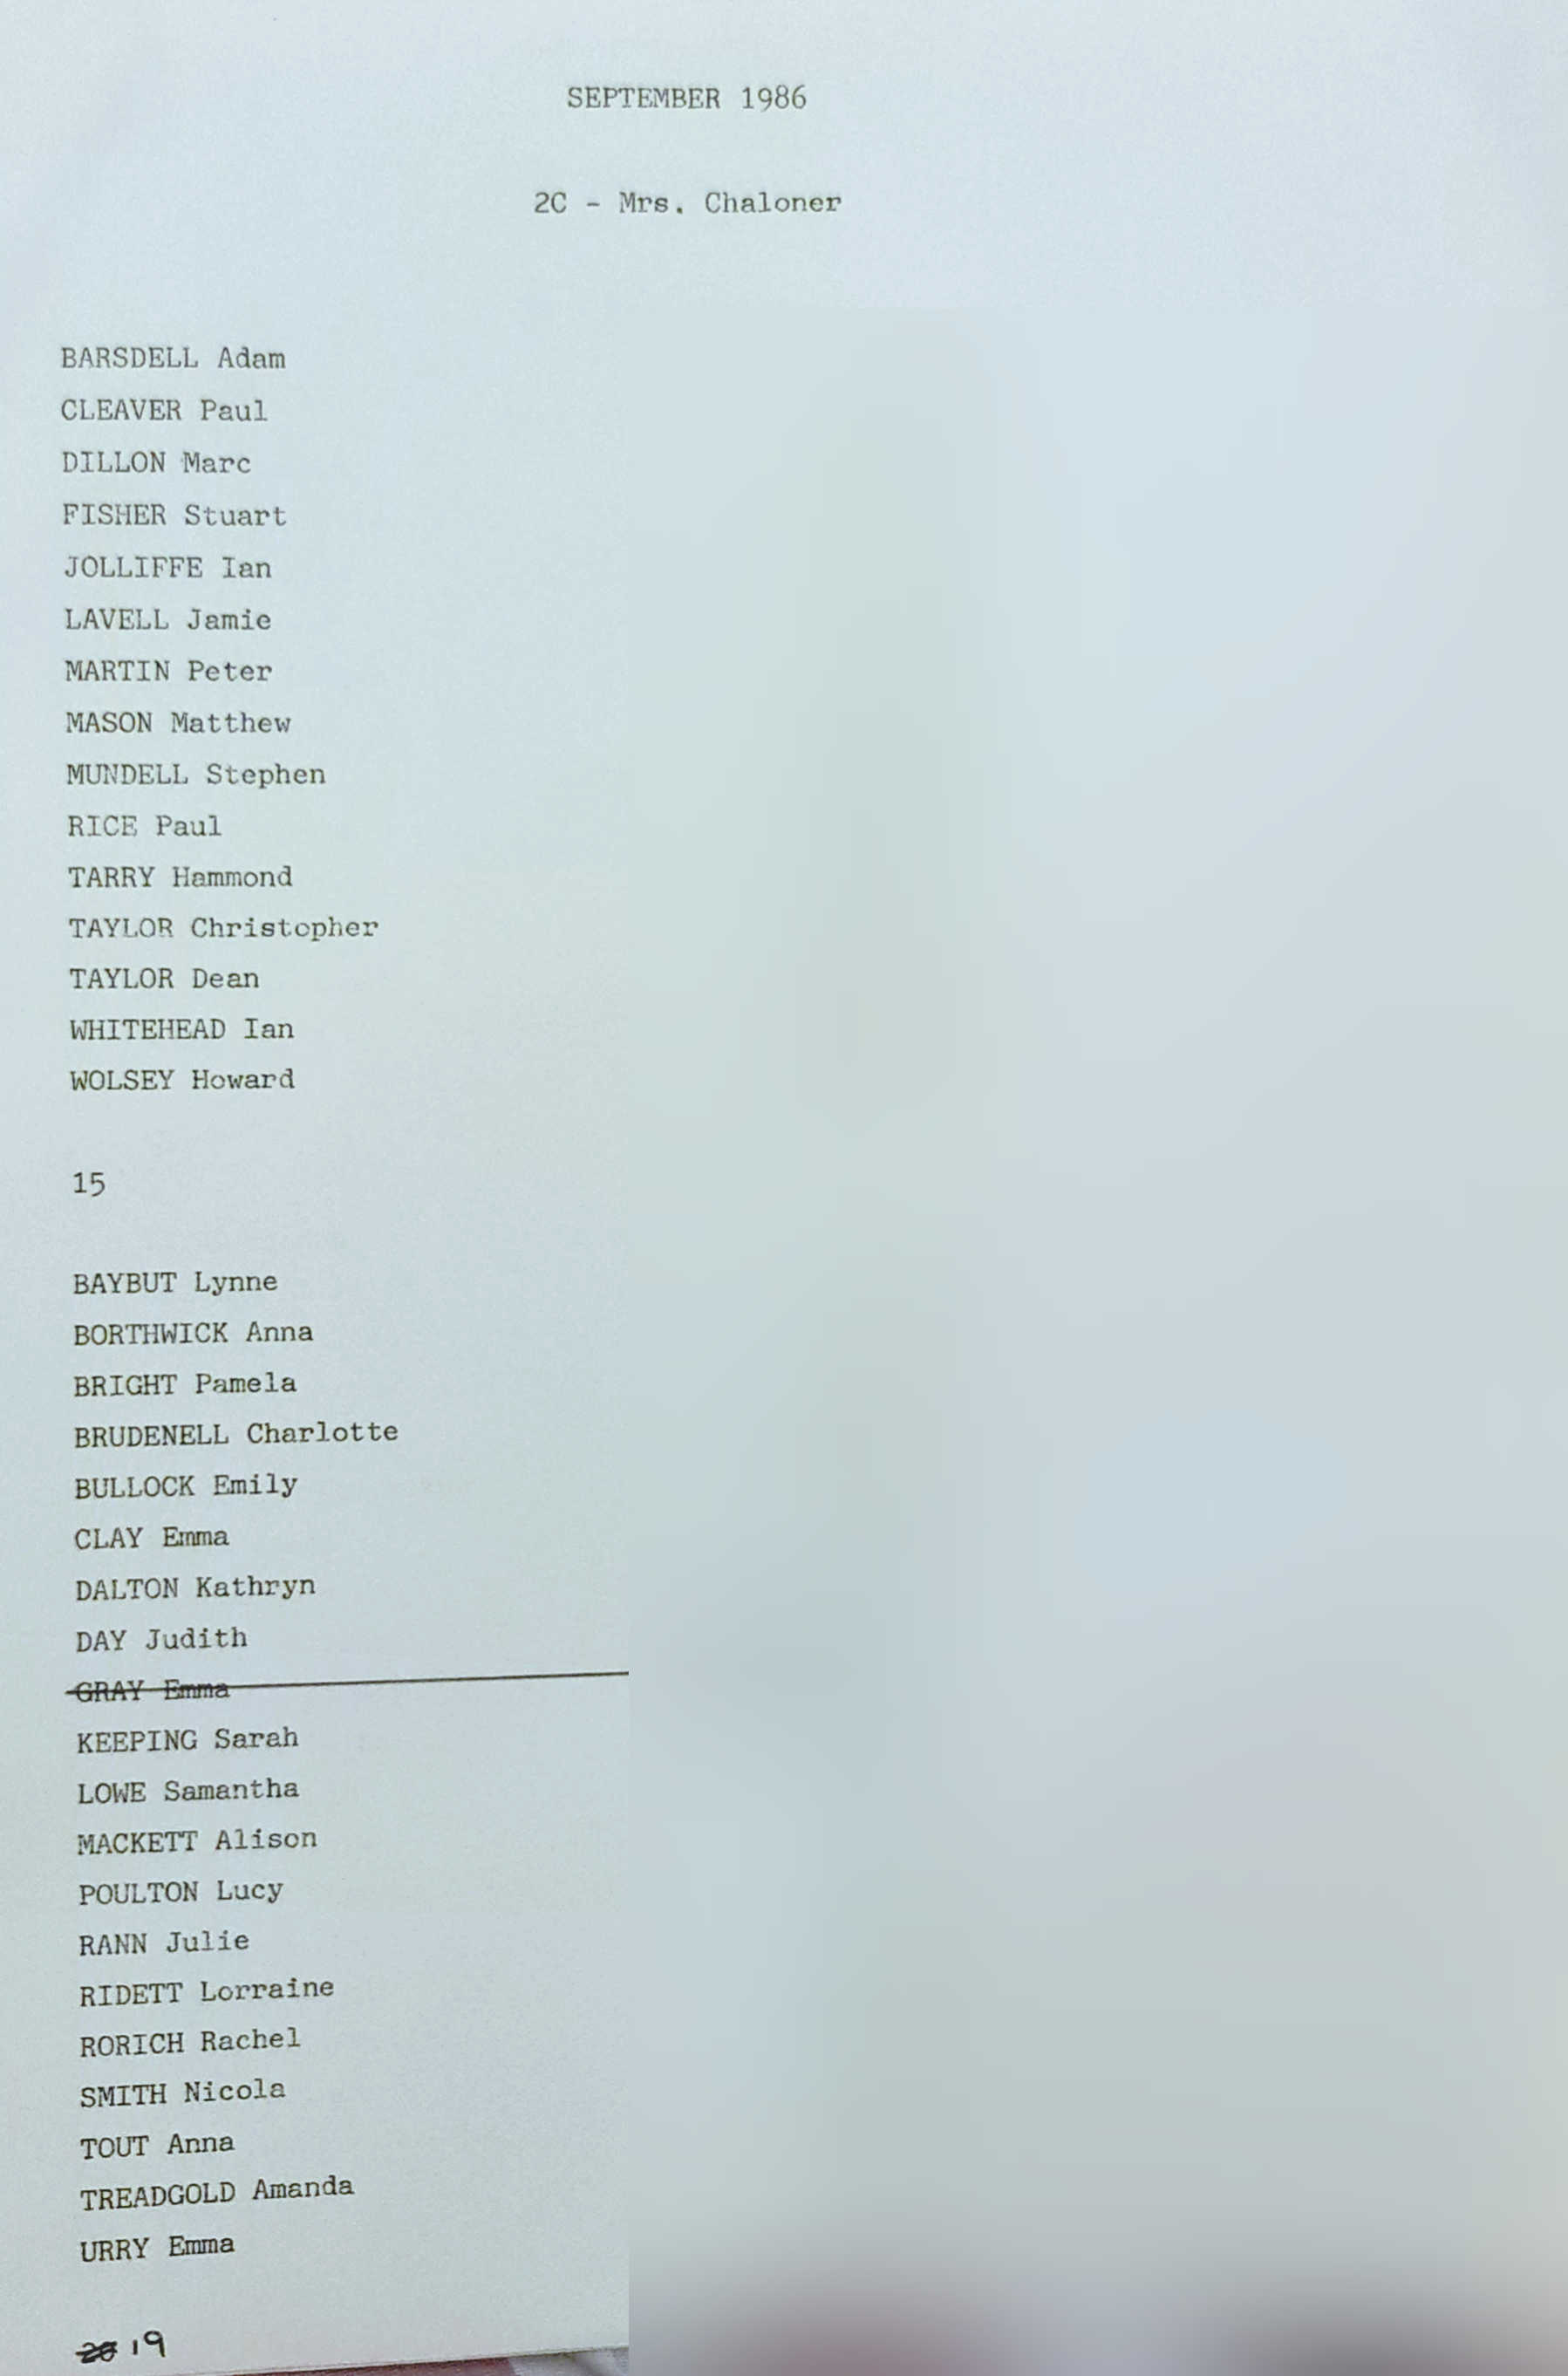 SEPTEMBER 1986
2C - Mrs. Chaloner
BARSDELL Adam
CLEAVER Paul
DILLON Marc
FISHER Stuart
JOLLIFFE Ian
LAVELL Jamie
MARTIN Peter
MASON Matthew
MUNDELL Stephen
RICE Paul
TARRY Hammond
TAYLOR Christopher
TAYLOR Dean
WHITEHEAD Ian
WOLSEY Howard
15
BAYBUT Lynne
BORTHWICK Anna
BRIGHT Pamela
BRUDENELL Charlotte
BULLOCK Emily
CLAY Emma
DALTON Kathryn
DAY Judith
GRAY Emma
KEEPING Sarah
LOWE Samantha
MACKETT Alison
POULTON Lucy
RANN Julie
RIDETT Lorraine
RORICH Rachel
SMITH Nicola
TOUT Anna
TREADGOLD Amanda
URRY Emma
20 19